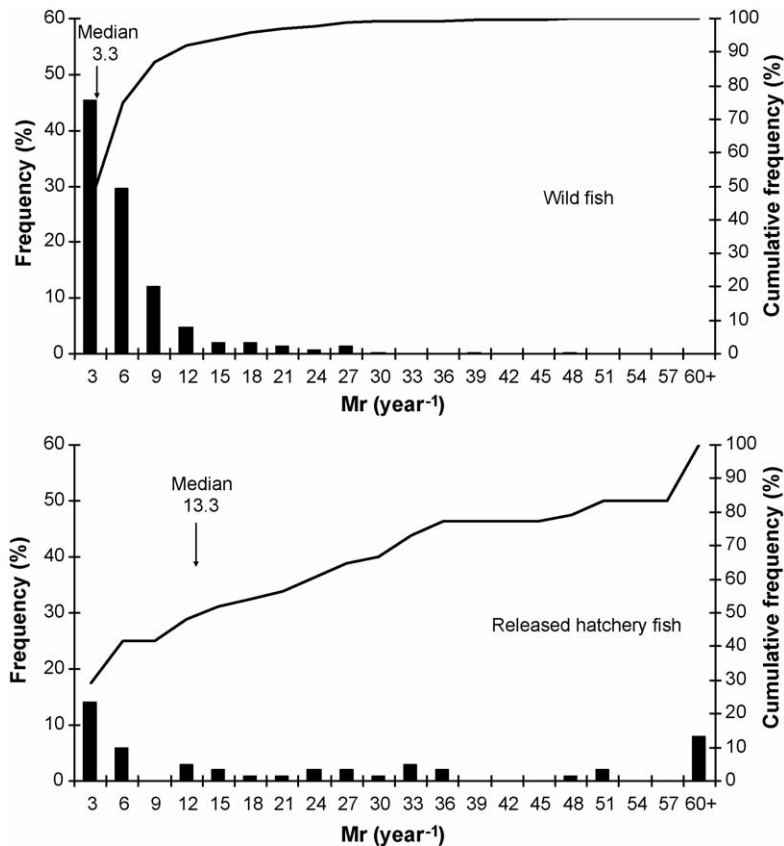 60 100
Median
3.3
90
50 80
70
40
60
30 50
Wild fish
40
20
30
20
10
10
0 0
Frequency (%)
Cumulative frequency (%)
3 6 9 12 15 18 21 24 27 30 33 36 39 42 45 48 51 54 57 60+
Mr (year-1)
60 100
90
Median
13.3
50 80
70
40
60
30 50
Released hatchery fish
40
20
30
20
10
10
0 0
Frequency (%)
Cumulative frequency (%)
3 6 9 12 15 18 21 24 27 30 33 36 39 42 45 48 51 54 57 60+
Mr (year-1)